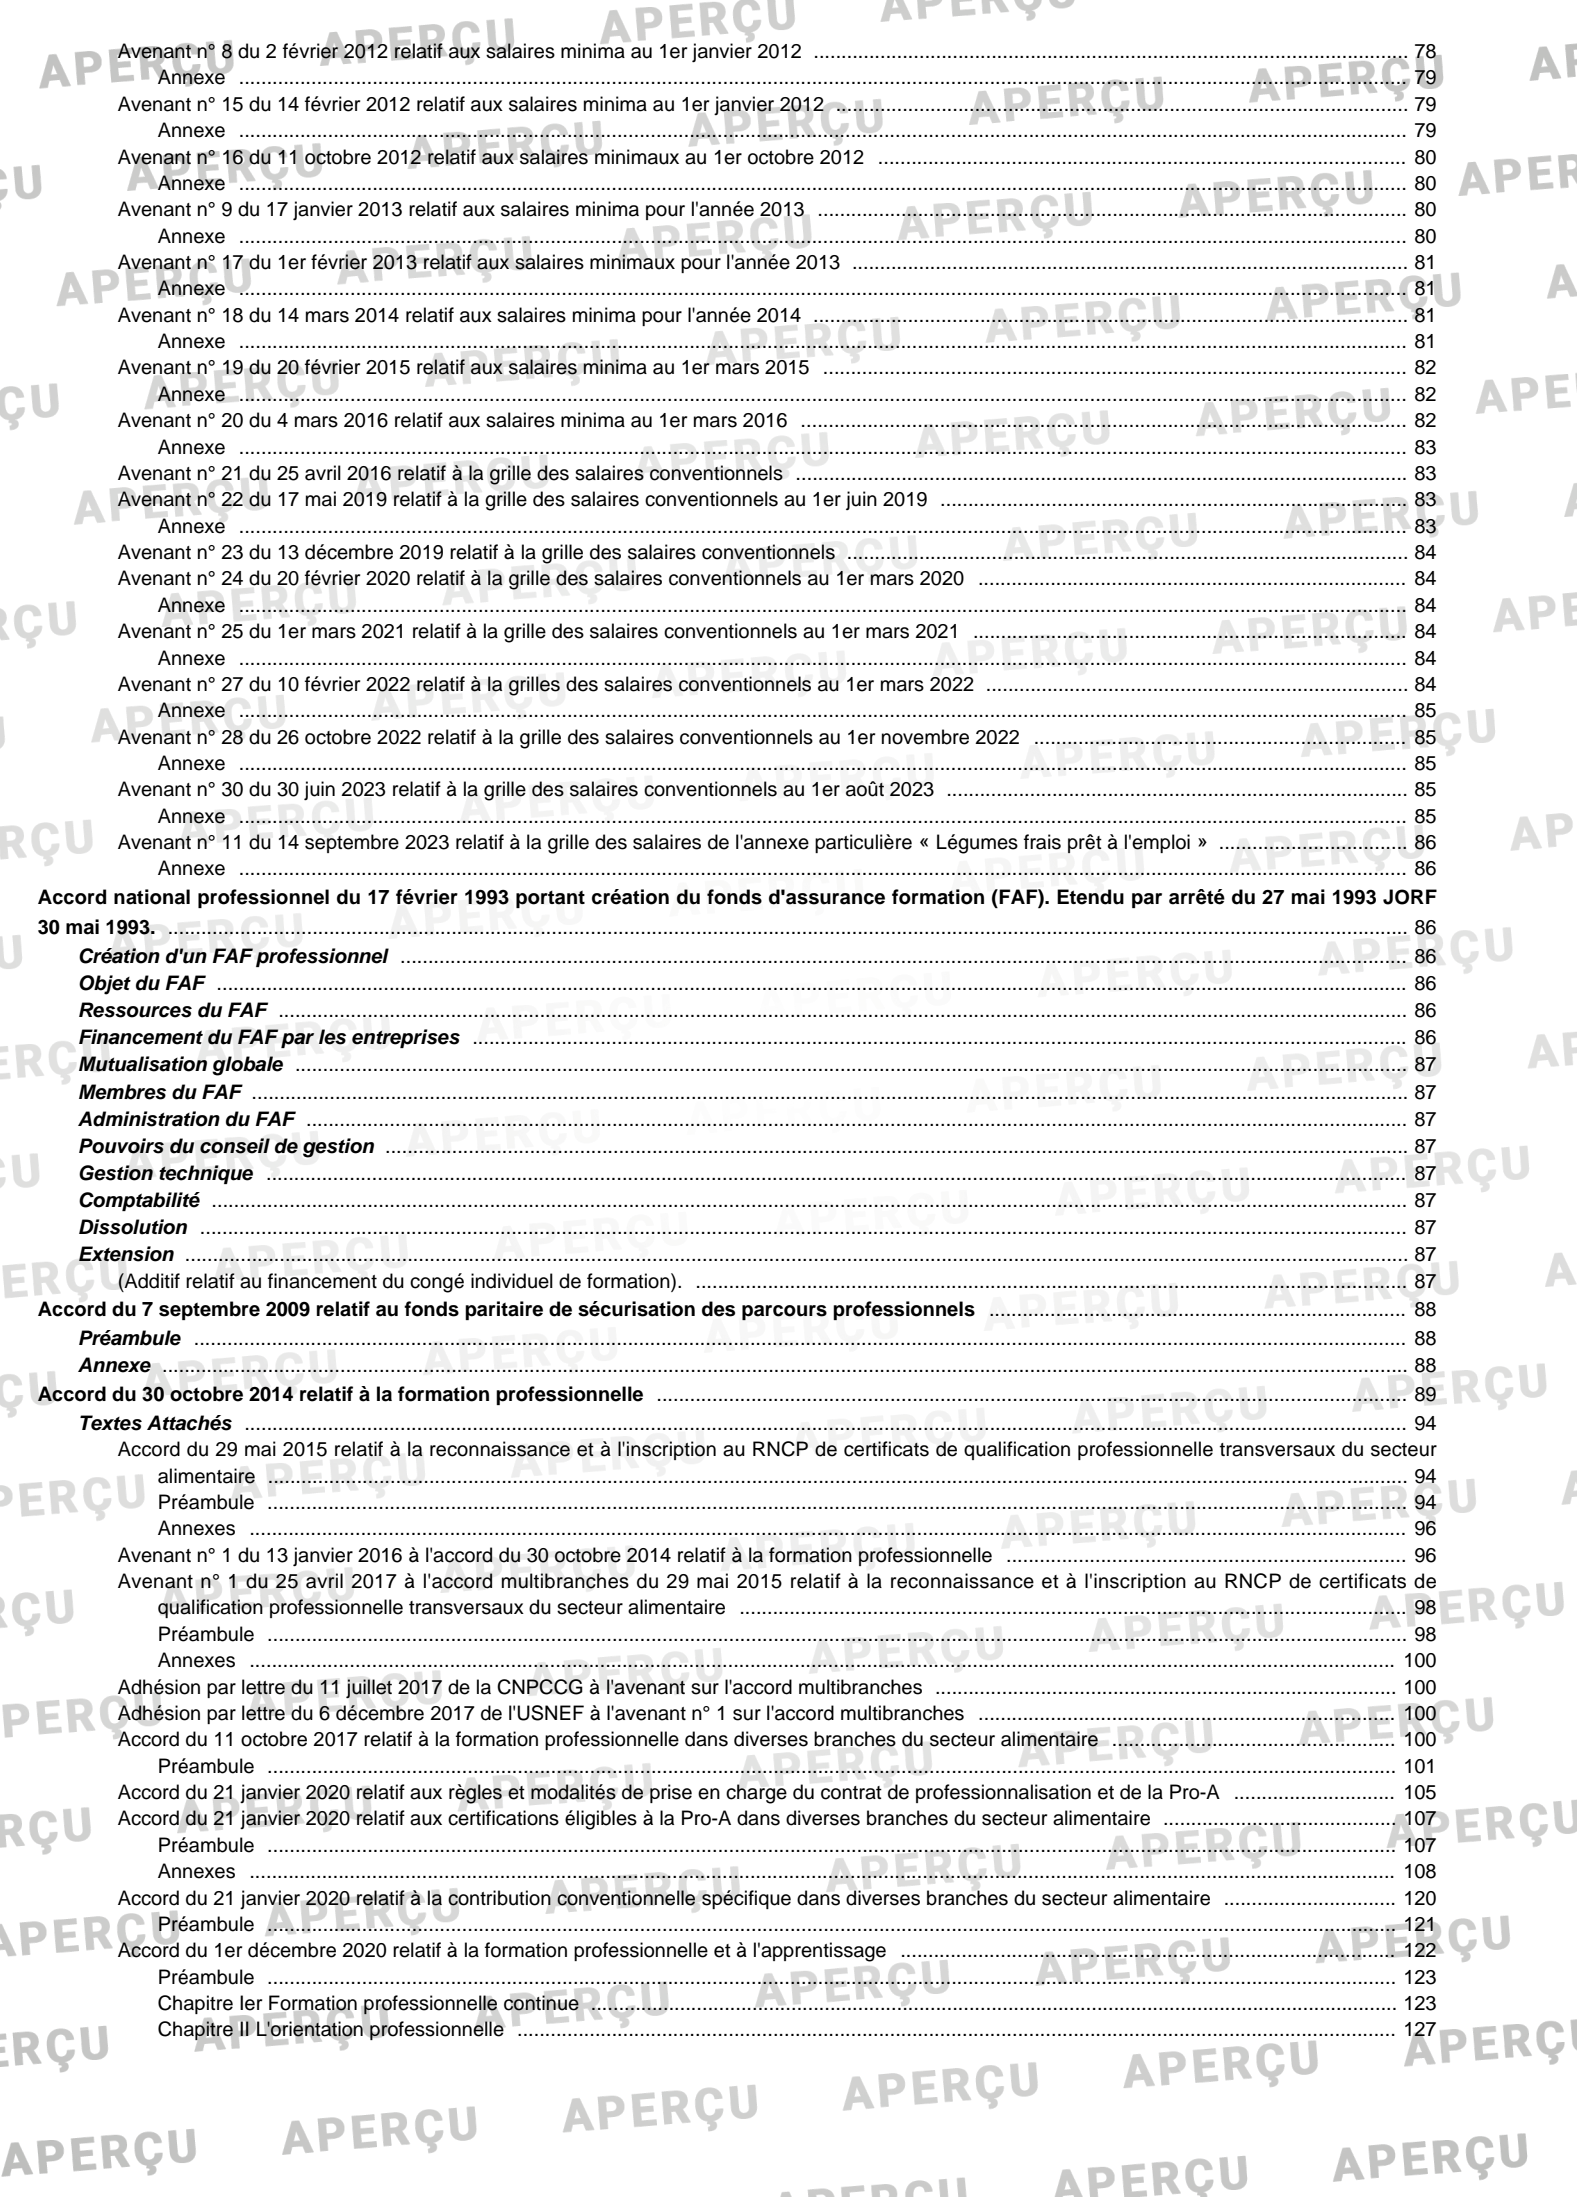 Avenant n° 8 du 2 février 2012 relatif aux salaires minima au 1er janvier 2012 ........ 78
Annexe ........ 79
Avenant n° 15 du 14 février 2012 relatif aux salaires minima au 1er janvier 2012 ........ 79
Annexe ........ 79
Avenant n° 16 du 11 octobre 2012 relatif aux salaires minimaux au 1er octobre 2012 ........ 80
Annexe ........ 80
Avenant n° 9 du 17 janvier 2013 relatif aux salaires minima pour l'année 2013 ........ 80
Annexe ........ 80
Avenant n° 17 du 1er février 2013 relatif aux salaires minimaux pour l'année 2013 ........ 81
Annexe ........ 81
Avenant n° 18 du 14 mars 2014 relatif aux salaires minima pour l'année 2014 ........ 81
Annexe ........ 81
Avenant n° 19 du 20 février 2015 relatif aux salaires minima au 1er mars 2015 ........ 82
Annexe ........ 82
Avenant n° 20 du 4 mars 2016 relatif aux salaires minima au 1er mars 2016 ........ 82
Annexe ........ 83
Avenant n° 21 du 25 avril 2016 relatif à la grille des salaires conventionnels ........ 83
Avenant n° 22 du 17 mai 2019 relatif à la grille des salaires conventionnels au 1er juin 2019 ........ 83
Annexe ........ 83
Avenant n° 23 du 13 décembre 2019 relatif à la grille des salaires conventionnels ........ 84
Avenant n° 24 du 20 février 2020 relatif à la grille des salaires conventionnels au 1er mars 2020 ........ 84
Annexe ........ 84
Avenant n° 25 du 1er mars 2021 relatif à la grille des salaires conventionnels au 1er mars 2021 ........ 84
Annexe ........ 84
Avenant n° 27 du 10 février 2022 relatif à la grilles des salaires conventionnels au 1er mars 2022 ........ 84
Annexe ........ 85
Avenant n° 28 du 26 octobre 2022 relatif à la grille des salaires conventionnels au 1er novembre 2022 ........ 85
Annexe ........ 85
Avenant n° 30 du 30 juin 2023 relatif à la grille des salaires conventionnels au 1er août 2023 ........ 85
Annexe ........ 85
Avenant n° 11 du 14 septembre 2023 relatif à la grille des salaires de l'annexe particulière « Légumes frais prêt à l'emploi » ........ 86
Annexe ........ 86
Accord national professionnel du 17 février 1993 portant création du fonds d'assurance formation (FAF). Etendu par arrêté du 27 mai 1993 JORF
30 mai 1993. ........ 86
Création d'un FAF professionnel ........ 86
Objet du FAF ........ 86
Ressources du FAF ........ 86
Financement du FAF par les entreprises ........ 86
Mutualisation globale ........ 87
Membres du FAF ........ 87
Administration du FAF ........ 87
Pouvoirs du conseil de gestion ........ 87
Gestion technique ........ 87
Comptabilité ........ 87
Dissolution ........ 87
Extension ........ 87
(Additif relatif au financement du congé individuel de formation). ........ 87
Accord du 7 septembre 2009 relatif au fonds paritaire de sécurisation des parcours professionnels ........ 88
Préambule ........ 88
Annexe ........ 88
Accord du 30 octobre 2014 relatif à la formation professionnelle ........ 89
Textes Attachés ........ 94
Accord du 29 mai 2015 relatif à la reconnaissance et à l'inscription au RNCP de certificats de qualification professionnelle transversaux du secteur
alimentaire ........ 94
Préambule ........ 94
Annexes ........ 96
Avenant n° 1 du 13 janvier 2016 à l'accord du 30 octobre 2014 relatif à la formation professionnelle ........ 96
Avenant n° 1 du 25 avril 2017 à l'accord multibranches du 29 mai 2015 relatif à la reconnaissance et à l'inscription au RNCP de certificats de
qualification professionnelle transversaux du secteur alimentaire ........ 98
Préambule ........ 98
Annexes ........ 100
Adhésion par lettre du 11 juillet 2017 de la CNPCCG à l'avenant sur l'accord multibranches ........ 100
Adhésion par lettre du 6 décembre 2017 de l'USNEF à l'avenant n° 1 sur l'accord multibranches ........ 100
Accord du 11 octobre 2017 relatif à la formation professionnelle dans diverses branches du secteur alimentaire ........ 100
Préambule ........ 101
Accord du 21 janvier 2020 relatif aux règles et modalités de prise en charge du contrat de professionnalisation et de la Pro-A ........ 105
Accord du 21 janvier 2020 relatif aux certifications éligibles à la Pro-A dans diverses branches du secteur alimentaire ........ 107
Préambule ........ 107
Annexes ........ 108
Accord du 21 janvier 2020 relatif à la contribution conventionnelle spécifique dans diverses branches du secteur alimentaire ........ 120
Préambule ........ 121
Accord du 1er décembre 2020 relatif à la formation professionnelle et à l'apprentissage ........ 122
Préambule ........ 123
Chapitre Ier Formation professionnelle continue ........ 123
Chapitre II L'orientation professionnelle ........ 127
APERÇU